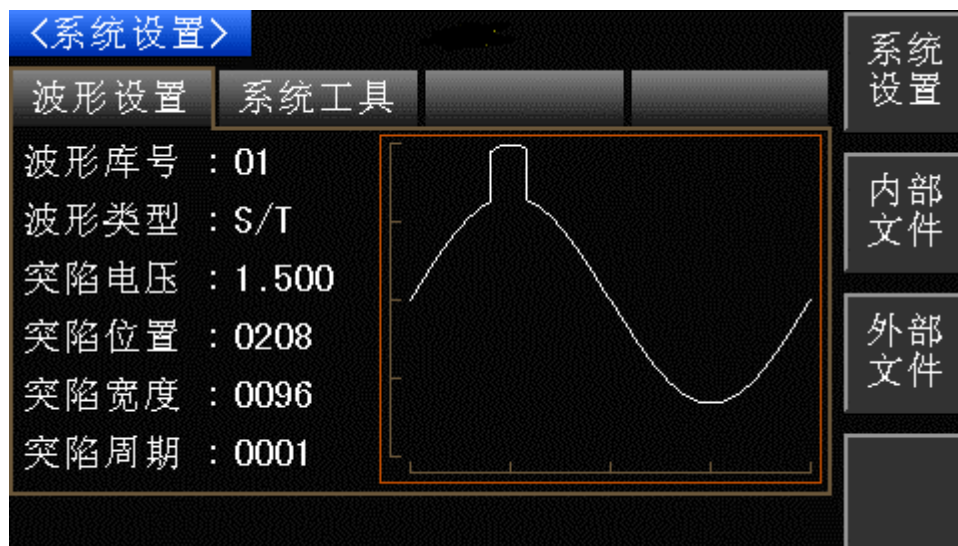 <系统设置>
波形设置 系统工具
波形库号 : 01
波形类型 : S/T
突陷电压 : 1.500
突陷位置 : 0208
突陷宽度 : 0096
突陷周期 : 0001
系统
设置
内部
文件
外部
文件